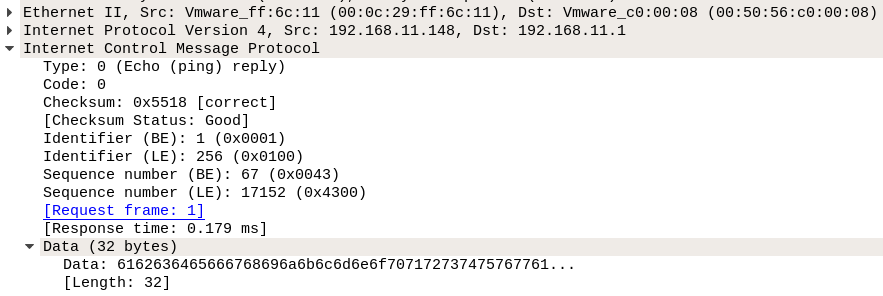 Ethernet II, Src: Vmware_ff:6c:11 (00:0c:29:ff:6c:11), Dst: Vmware_c0:00:08 (00:50:56:c0:00:08)
Internet Protocol Version 4, Src: 192.168.11.148, Dst: 192.168.11.1
Internet Control Message Protocol
Type: 0 (Echo (ping) reply)
Code: 0
Checksum: 0x5518 [correct]
[Checksum Status: Good]
Identifier (BE): 1 (0x0001)
Identifier (LE): 256 (0x0100)
Sequence number (BE): 67 (0x0043)
Sequence number (LE): 17152 (0x4300)
[Request frame: 1]
[Response time: 0.179 ms]
Data (32 bytes)
Data: 6162636465666768696a6b6c6d6e6f7071727374757677​61...
[Length: 32]